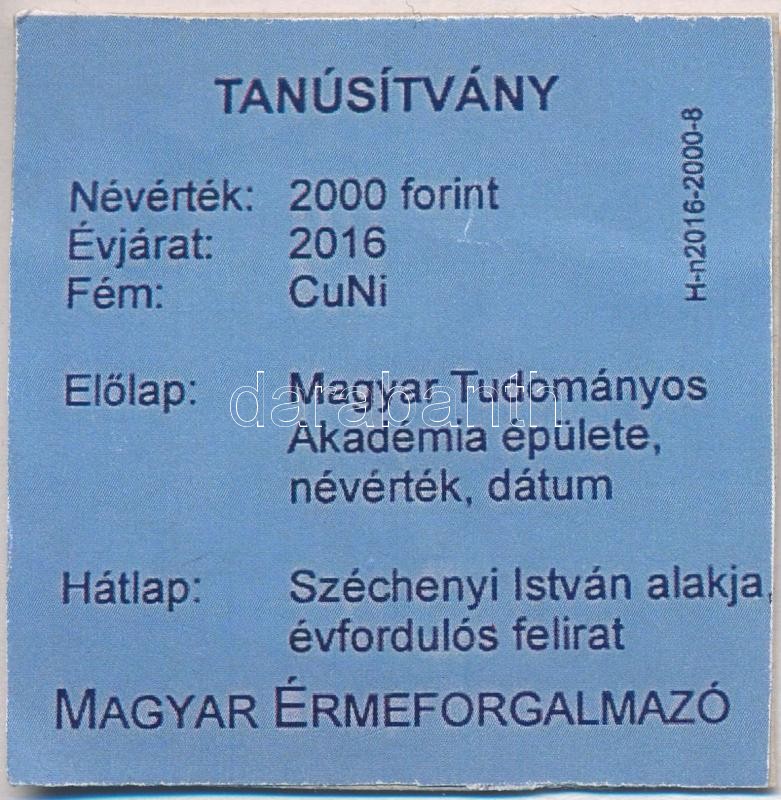 TANÚSÍTVÁNY
Névérték: 2000 forint
Évjárat: 2016
Fém: CuNi
H-n2016-2000-8
Előlap: Magyar Tudományos
Akadémia épülete,
névérték, dátum
darabanth
Hátlap: Széchenyi István alakja,
évfordulós felirat
MAGYAR ÉRMEFORGALMAZÓ